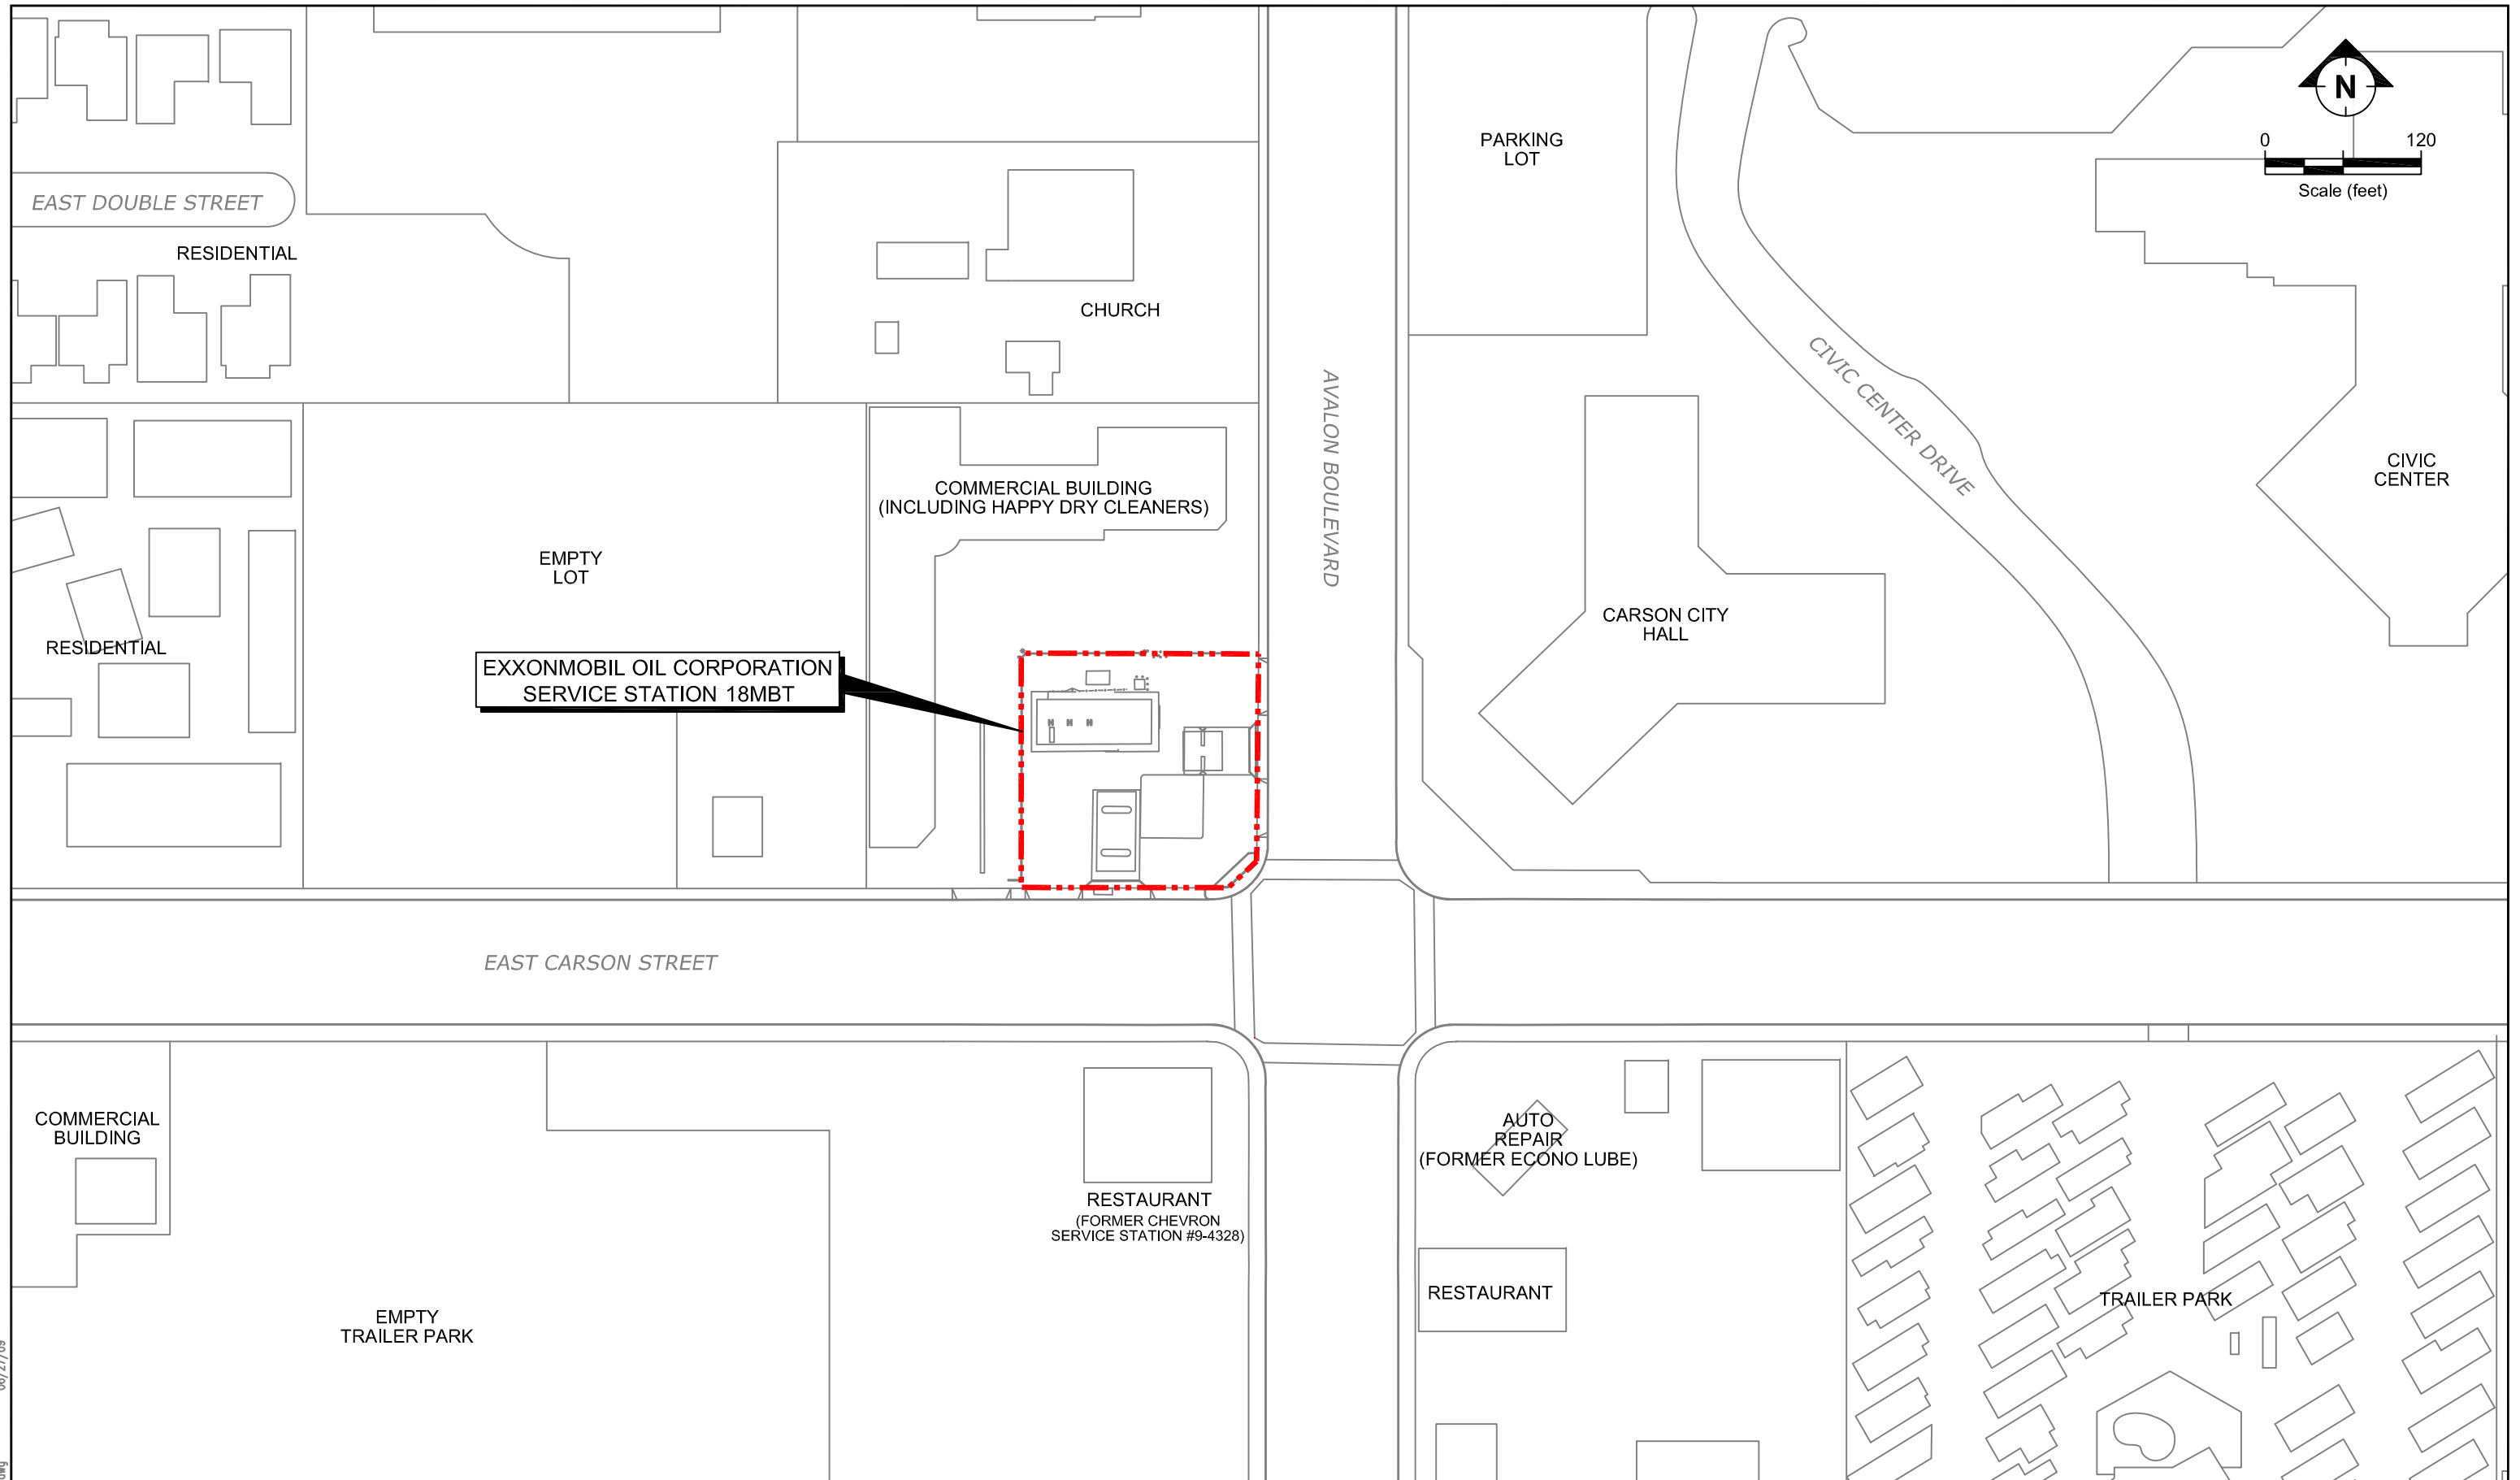 N
0 120
Scale (feet)
PARKING
LOT
EAST DOUBLE STREET
RESIDENTIAL
CHURCH
CIVIC CENTER DRIVE
AVALON BOULEVARD
CIVIC
CENTER
COMMERCIAL BUILDING
(INCLUDING HAPPY DRY CLEANERS)
EMPTY
LOT
CARSON CITY
HALL
RESIDENTIAL
EXXONMOBIL OIL CORPORATION
SERVICE STATION 18MBT
EAST CARSON STREET
COMMERCIAL
BUILDING
AUTO
REPAIR
(FORMER ECONO LUBE)
RESTAURANT
(FORMER CHEVRON
SERVICE STATION #9-4328)
RESTAURANT
TRAILER PARK
EMPTY
TRAILER PARK